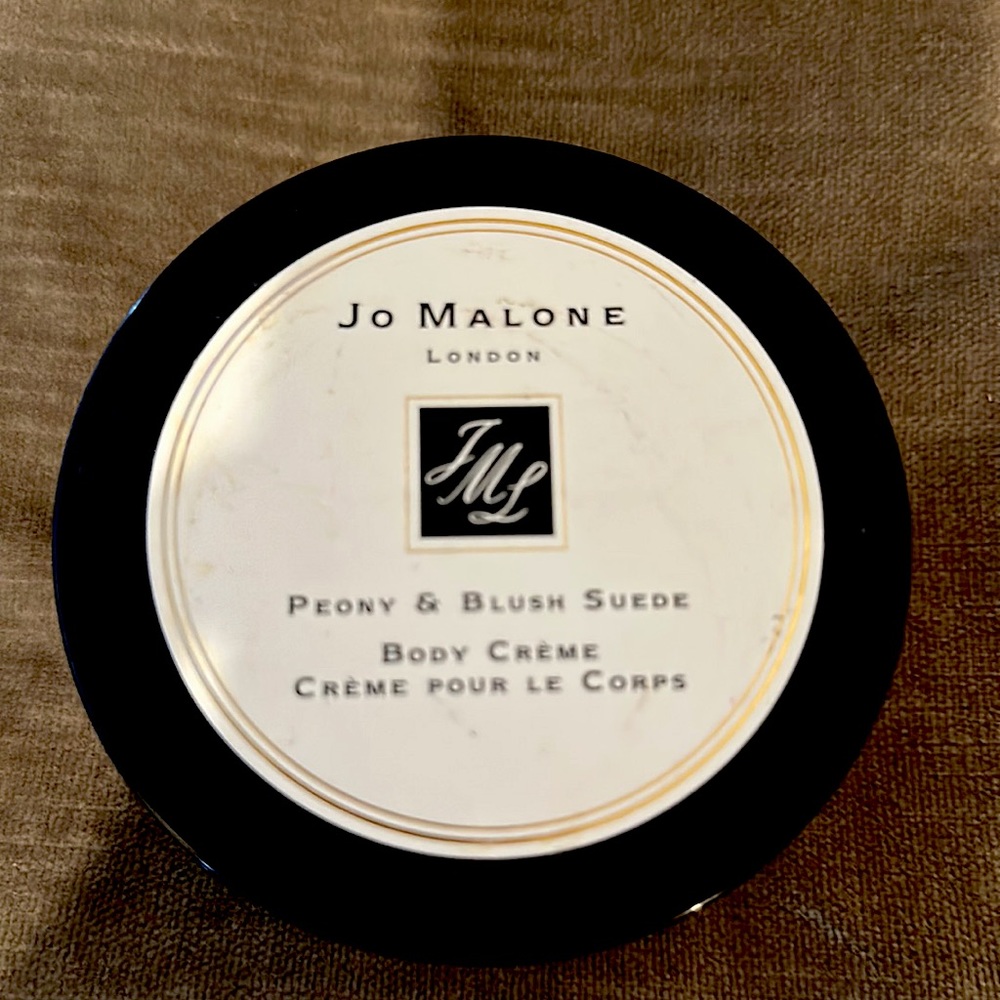 Jo Malone
London
JML
Peony & Blush Suede
Body Crème
Crème pour le Corps